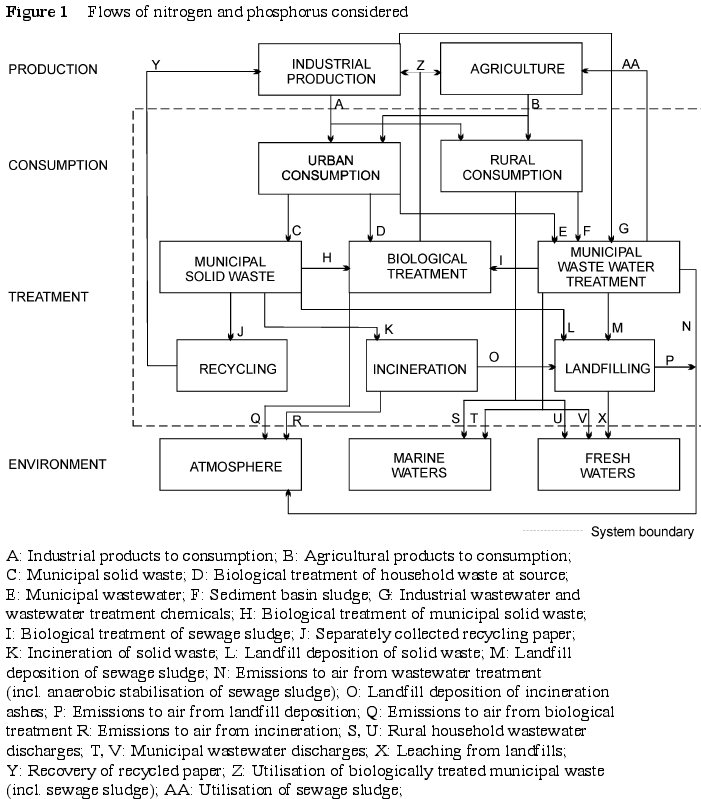 Figure 1 Flows of nitrogen and phosphorus considered
PRODUCTION
Y
INDUSTRIAL
PRODUCTION
Z
AGRICULTURE
AA
A
B
CONSUMPTION
URBAN
CONSUMPTION
RURAL
CONSUMPTION
C
D
E
F
G
TREATMENT
MUNICIPAL
SOLID WASTE
H
BIOLOGICAL
TREATMENT
I
MUNICIPAL
WASTE WATER
TREATMENT
J
K
L
M
N
RECYCLING
INCINERATION
O
LANDFILLING
P
Q
R
S
T
U
V
X
ENVIRONMENT
ATMOSPHERE
MARINE
WATERS
FRESH
WATERS
System boundary
A: Industrial products to consumption; B: Agricultural products to consumption;
C: Municipal solid waste; D: Biological treatment of household waste at source;
E: Municipal wastewater; F: Sediment basin sludge; G: Industrial wastewater and
wastewater treatment chemicals; H: Biological treatment of municipal solid waste;
I: Biological treatment of sewage sludge; J: Separately collected recycling paper;
K: Incineration of solid waste; L: Landfill deposition of solid waste; M: Landfill
deposition of sewage sludge; N: Emissions to air from wastewater treatment
(incl. anaerobic stabilisation of sewage sludge); O: Landfill deposition of incineration
ashes; P: Emissions to air from landfill deposition; Q: Emissions to air from biological
treatment R: Emissions to air from incineration; S, U: Rural household wastewater
discharges; T, V: Municipal wastewater discharges; X: Leaching from landfills;
Y: Recovery of recycled paper; Z: Utilisation of biologically treated municipal waste
(incl. sewage sludge); AA: Utilisation of sewage sludge;